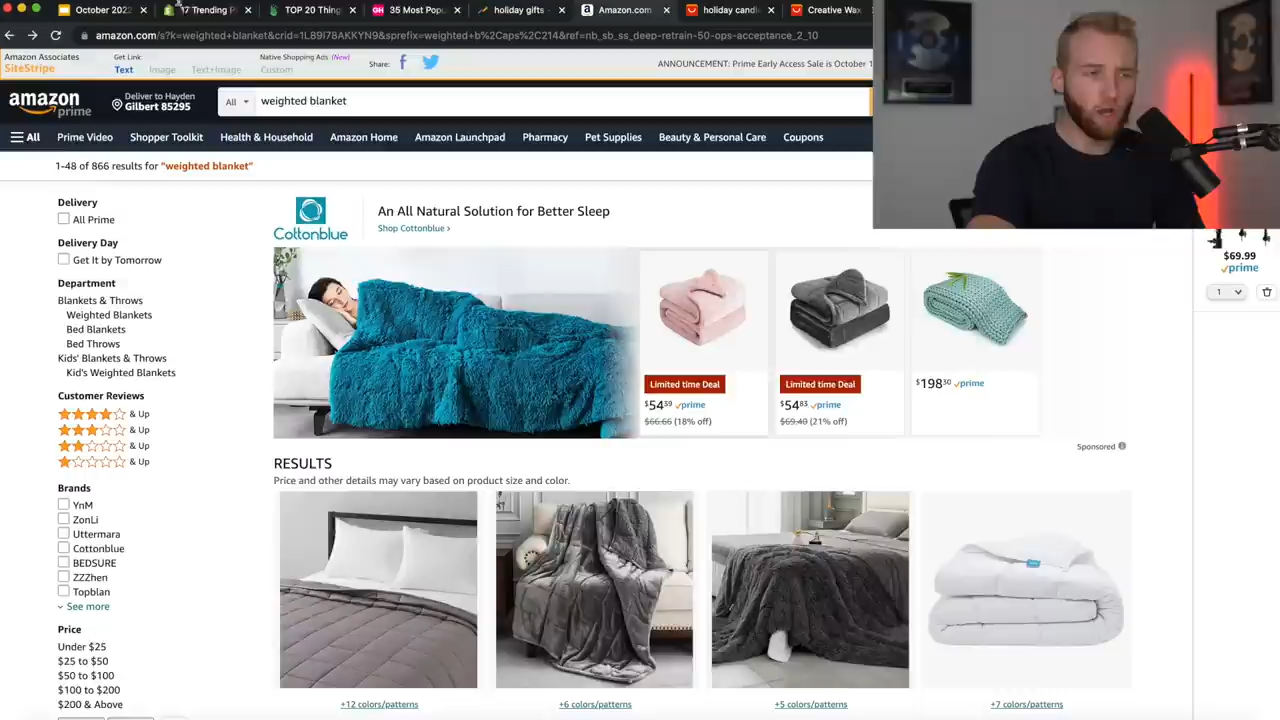 October 2022
17 Trending P
TOP 20 Thing
35 Most Popu
holiday gifts -
Amazon.com
holiday candle
Creative Wax
amazon.com/s?k=weighted+blanket&crid=1L89I78AKKYN9&sprefix=weighted+b%2Caps%2C214&ref=nb_sb_ss_deep-retrain-50-ops-acceptance_2_10
Amazon Associates
SiteStripe
Get Link:
Text Image Text+Image
Native Shopping Ads (New)
Custom
Share:
ANNOUNCEMENT: Prime Early Access Sale is October 1
amazon prime
Deliver to Hayden
Gilbert 85295
All
weighted blanket
All Prime Video Shopper Toolkit Health & Household Amazon Home Amazon Launchpad Pharmacy Pet Supplies Beauty & Personal Care Coupons
1-48 of 866 results for "weighted blanket"
Delivery
All Prime
Delivery Day
Get It by Tomorrow
Department
Blankets & Throws
Weighted Blankets
Bed Blankets
Bed Throws
Kids' Blankets & Throws
Kid's Weighted Blankets
Customer Reviews
& Up
& Up
& Up
& Up
Brands
YnM
ZonLi
Uttermara
Cottonblue
BEDSURE
ZZZhen
Topblan
See more
Price
Under $25
$25 to $50
$50 to $100
$100 to $200
$200 & Above
Cottonblue
An All Natural Solution for Better Sleep
Shop Cottonblue ›
Limited time Deal
$54.39 prime
$66.66 (18% off)
Limited time Deal
$54.83 prime
$69.40 (21% off)
$198.30 prime
Sponsored
RESULTS
Price and other details may vary based on product size and color.
+12 colors/patterns
+6 colors/patterns
+5 colors/patterns
+7 colors/patterns
$69.99
prime
1